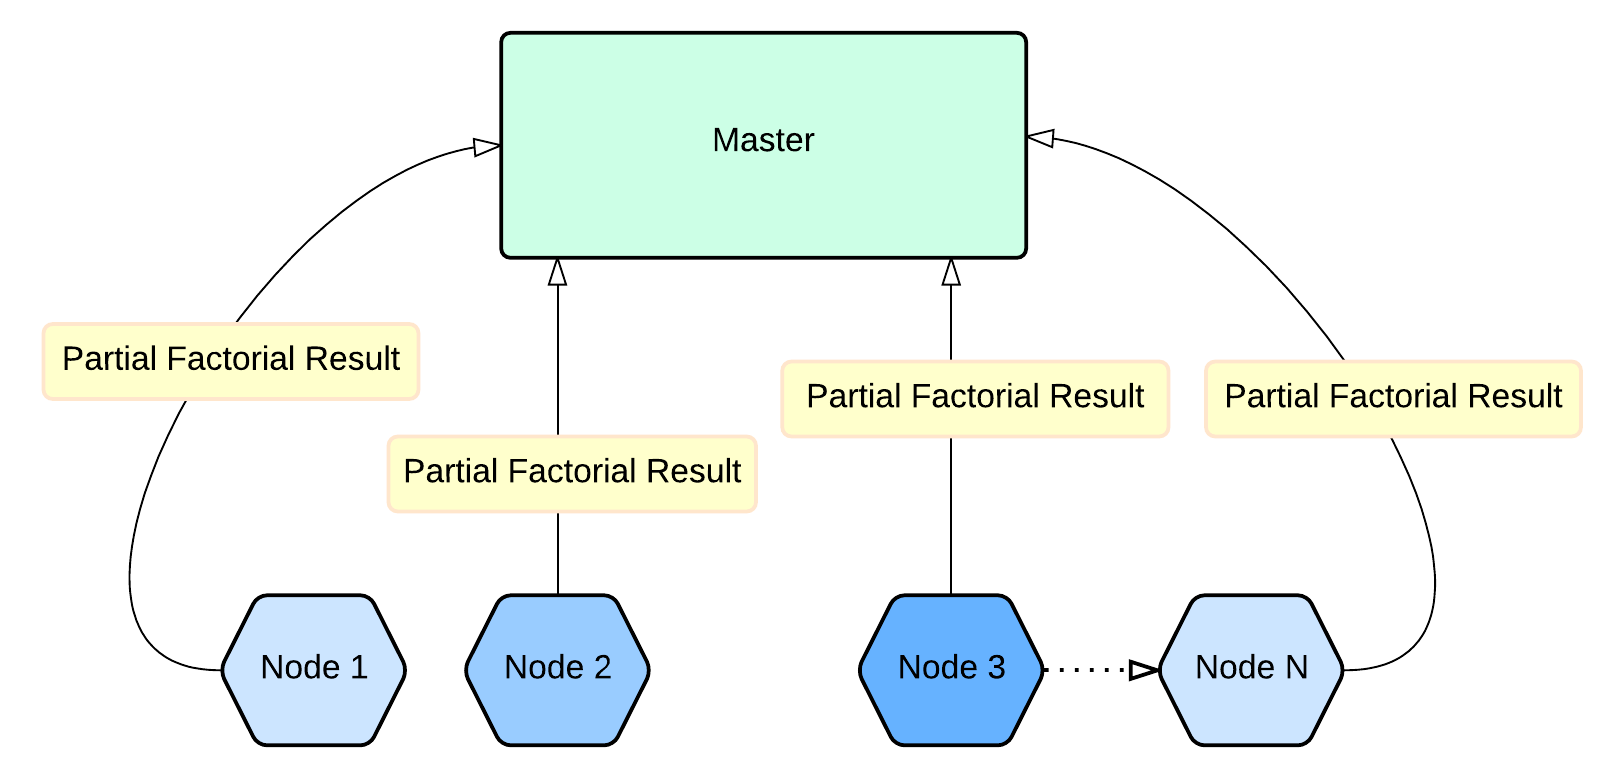 Master
Partial Factorial Result
Partial Factorial Result
Partial Factorial Result
Partial Factorial Result
Node 1
Node 2
Node 3
Node N